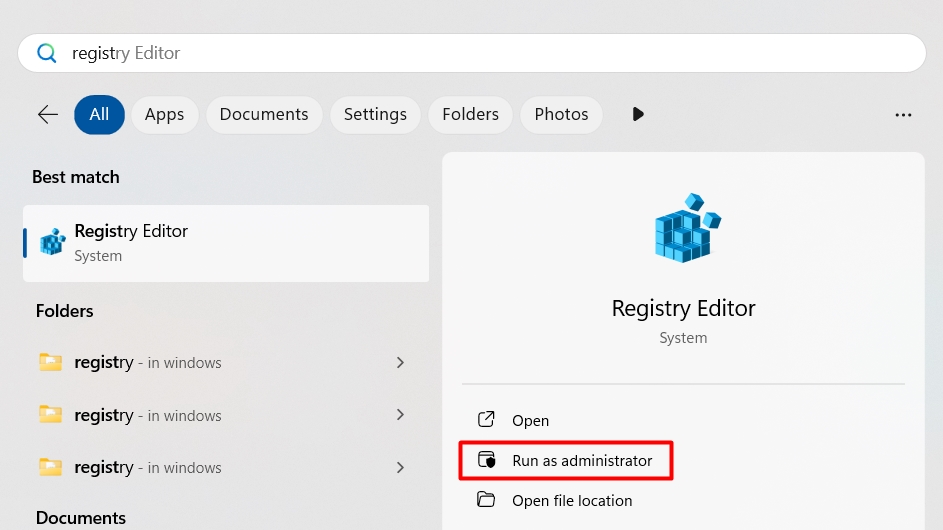 registry Editor
All
Apps
Documents
Settings
Folders
Photos
Best match
Registry Editor
System
Folders
registry - in windows
registry - in windows
registry - in windows
Documents
Registry Editor
System
Open
Run as administrator
Open file location